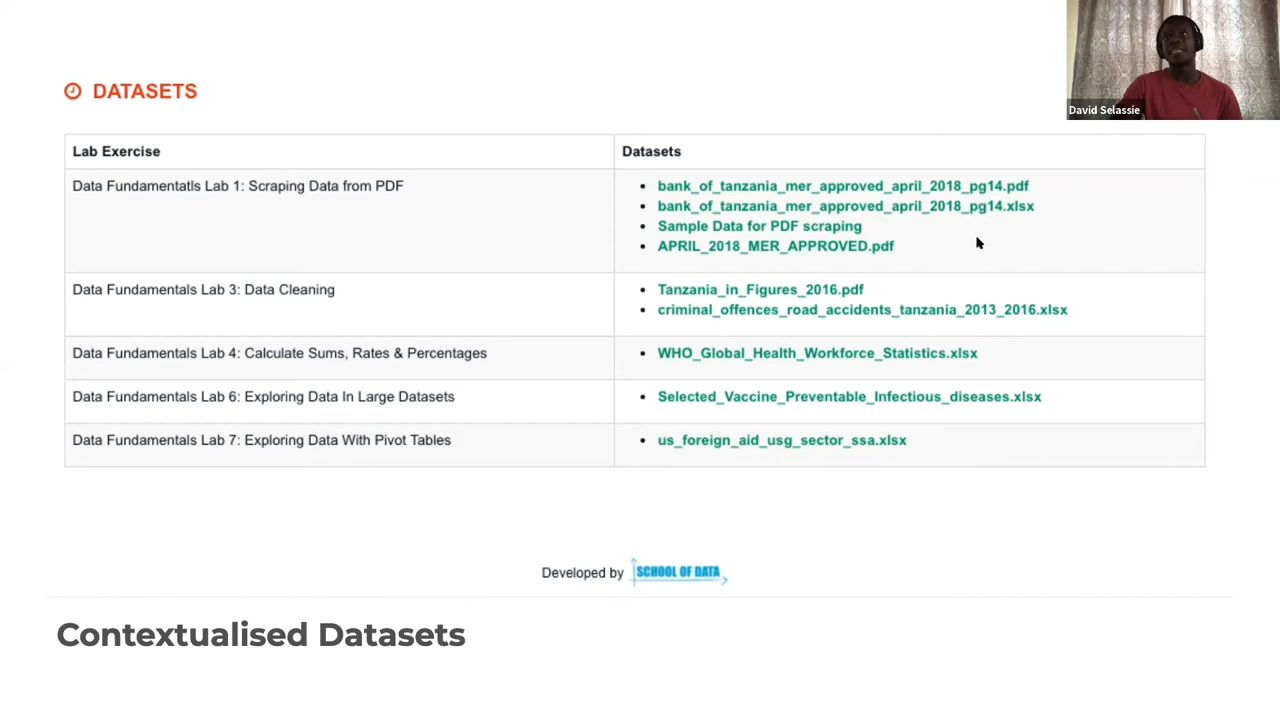 David Selassie
DATASETS
Lab Exercise
Datasets
Data Fundamentatls Lab 1: Scraping Data from PDF
bank_of_tanzania_mer_approved_april_2018_pg14.pdf
bank_of_tanzania_mer_approved_april_2018_pg14.xlsx
Sample Data for PDF scraping
APRIL_2018_MER_APPROVED.pdf
Data Fundamentals Lab 3: Data Cleaning
Tanzania_in_Figures_2016.pdf
criminal_offences_road_accidents_tanzania_2013_2016.xlsx
Data Fundamentals Lab 4: Calculate Sums, Rates & Percentages
WHO_Global_Health_Workforce_Statistics.xlsx
Data Fundamentals Lab 6: Exploring Data In Large Datasets
Selected_Vaccine_Preventable_Infectious_diseases.xlsx
Data Fundamentals Lab 7: Exploring Data With Pivot Tables
us_foreign_aid_usg_sector_ssa.xlsx
Developed by SCHOOL OF DATA
Contextualised Datasets